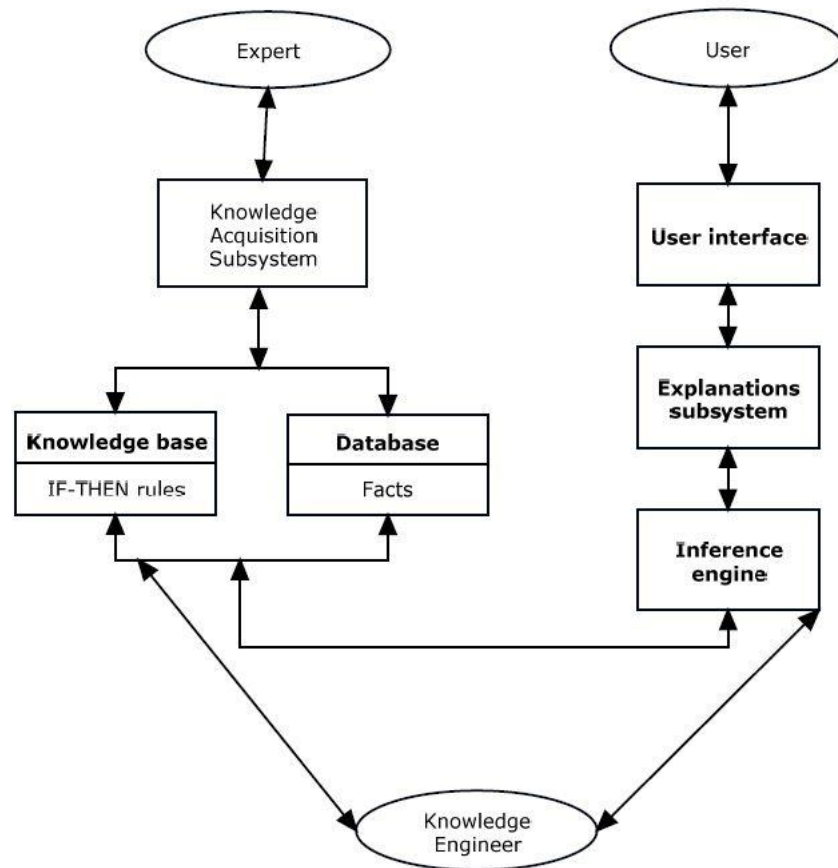 Expert
User
Knowledge
Acquisition
Subsystem
User interface
Explanations
subsystem
Knowledge base
Database
IF-THEN rules
Facts
Inference
engine
Knowledge
Engineer